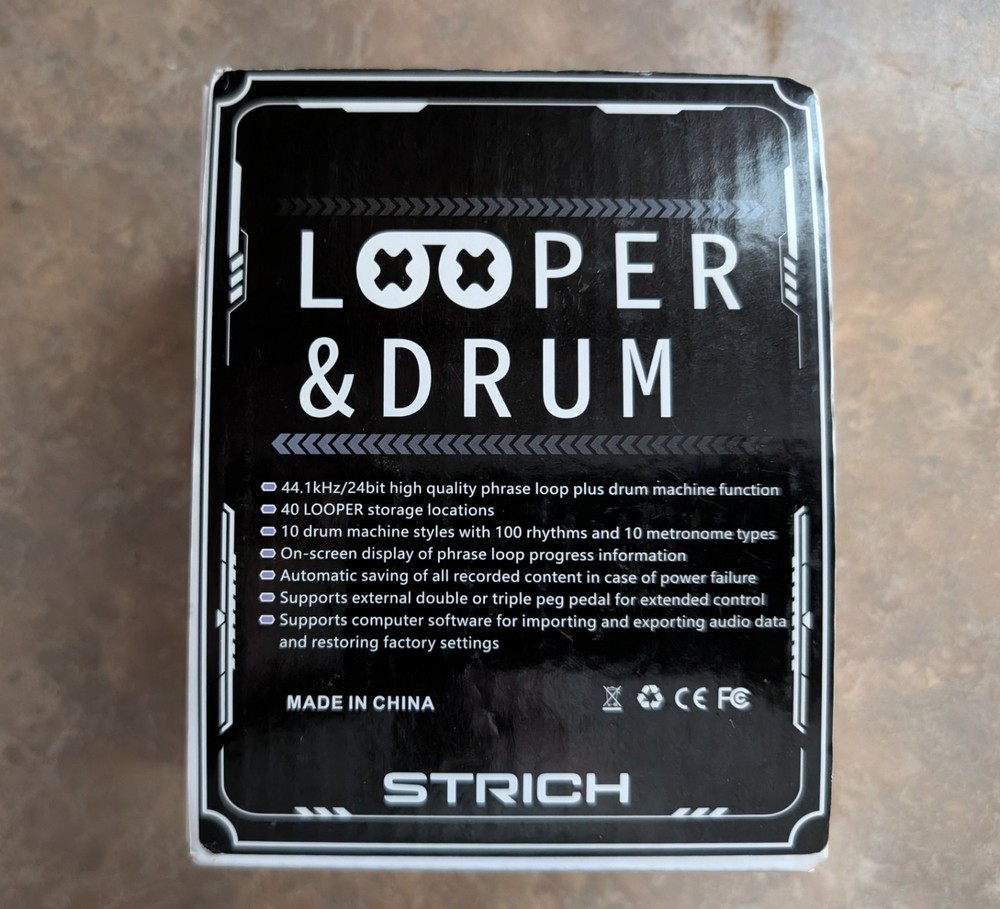 LOOPER
&DRUM
44.1kHz/24bit high quality phrase loop plus drum machine function
40 LOOPER storage locations
10 drum machine styles with 100 rhythms and 10 metronome types
On-screen display of phrase loop progress information
Automatic saving of all recorded content in case of power failure
Supports external double or triple peg pedal for extended control
Supports computer software for importing and exporting audio data
and restoring factory settings
MADE IN CHINA CE FC
STRICH